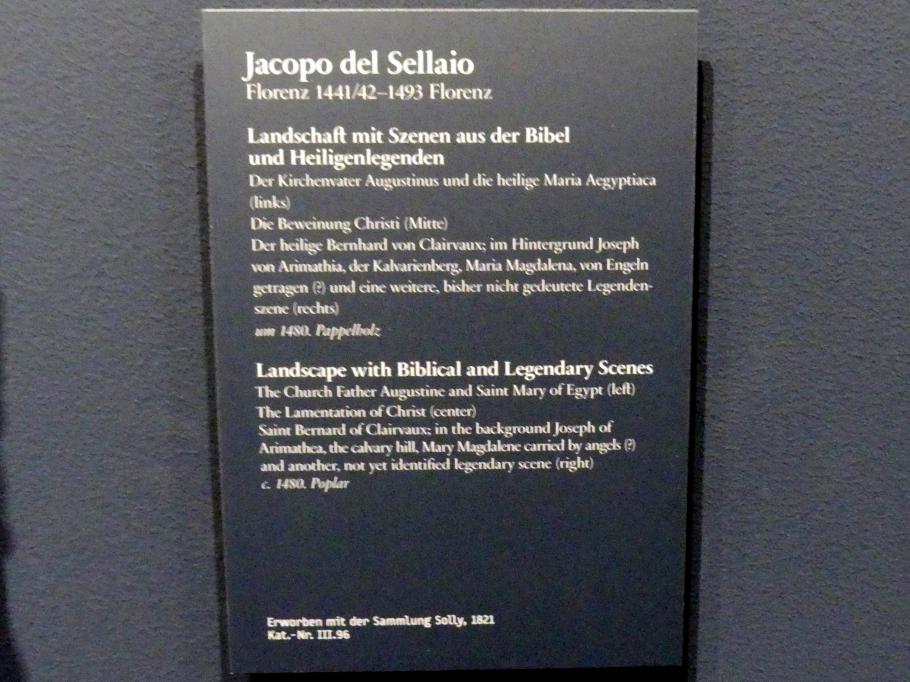 Jacopo del Sellaio
Florenz 1441/42–1493 Florenz
Landschaft mit Szenen aus der Bibel
und Heiligenlegenden
Der Kirchenvater Augustinus und die heilige Maria Aegyptiaca
(links)
Die Beweinung Christi (Mitte)
Der heilige Bernhard von Clairvaux; im Hintergrund Joseph
von Arimathia, der Kalvarienberg, Maria Magdalena, von Engeln
getragen (?) und eine weitere, bisher nicht gedeutete Legenden-
szene (rechts)
um 1480. Pappelholz
Landscape with Biblical and Legendary Scenes
The Church Father Augustine and Saint Mary of Egypt (left)
The Lamentation of Christ (center)
Saint Bernard of Clairvaux; in the background Joseph of
Arimathea, the calvary hill, Mary Magdalene carried by angels (?)
and another, not yet identified legendary scene (right)
c. 1480. Poplar
Erworben mit der Sammlung Solly, 1821
Kat.-Nr. III.96